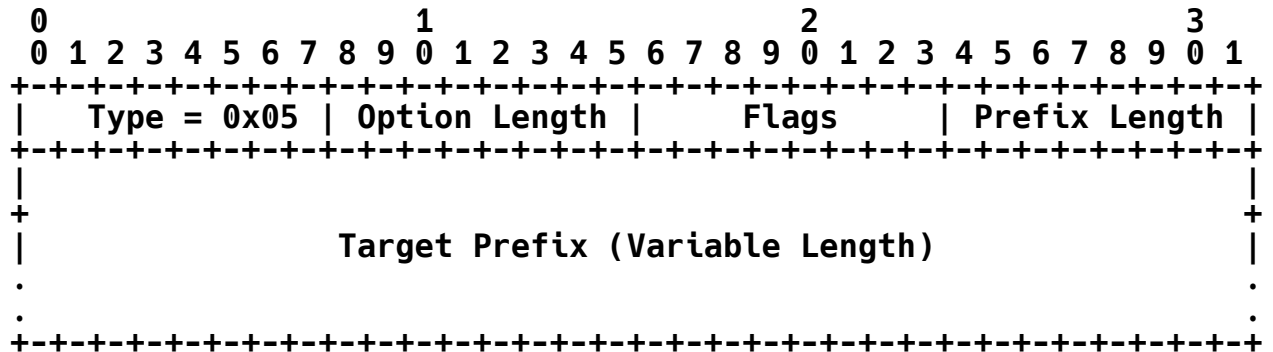 0                   1                   2                   3
 0 1 2 3 4 5 6 7 8 9 0 1 2 3 4 5 6 7 8 9 0 1 2 3 4 5 6 7 8 9 0 1
+-+-+-+-+-+-+-+-+-+-+-+-+-+-+-+-+-+-+-+-+-+-+-+-+-+-+-+-+-+-+-+-+
|   Type = 0x05 | Option Length |     Flags     | Prefix Length |
+-+-+-+-+-+-+-+-+-+-+-+-+-+-+-+-+-+-+-+-+-+-+-+-+-+-+-+-+-+-+-+-+
|                                                               |
+                                                               +
|                Target Prefix (Variable Length)                |
.                                                               .
.                                                               .
+-+-+-+-+-+-+-+-+-+-+-+-+-+-+-+-+-+-+-+-+-+-+-+-+-+-+-+-+-+-+-+-+